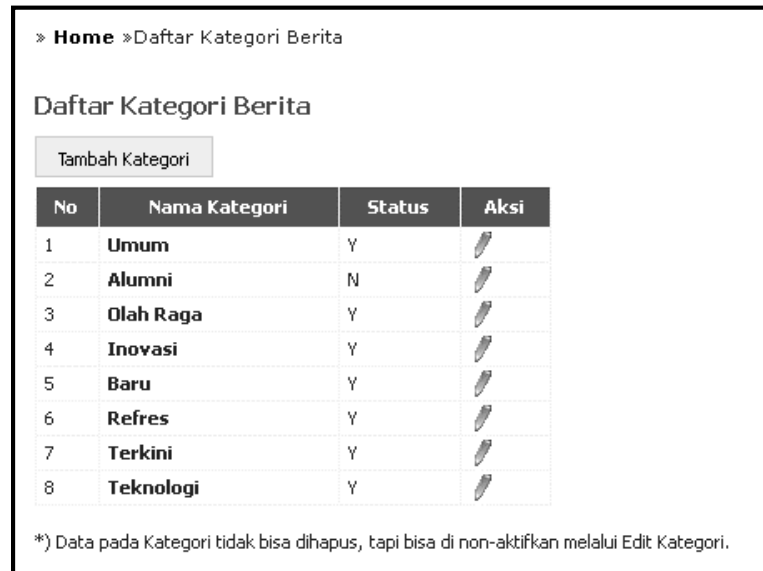 » Home »Daftar Kategori Berita
Daftar Kategori Berita
Tambah Kategori
No Nama Kategori Status Aksi
1 Umum Y
2 Alumni N
3 Olah Raga Y
4 Inovasi Y
5 Baru Y
6 Refres Y
7 Terkini Y
8 Teknologi Y
*) Data pada Kategori tidak bisa dihapus, tapi bisa di non-aktifkan melalui Edit Kategori.